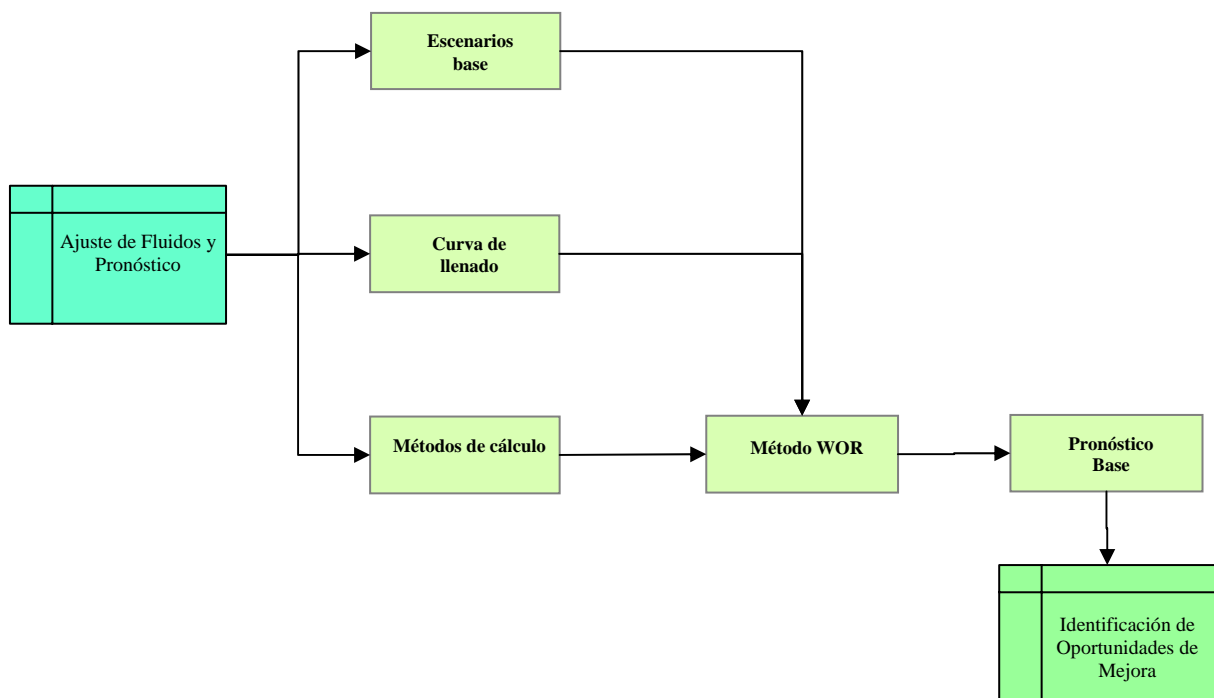 Escenarios
base
Ajuste de Fluidos y
Pronóstico
Curva de
llenado
Métodos de cálculo
Método WOR
Pronóstico
Base
Identificación de
Oportunidades de
Mejora